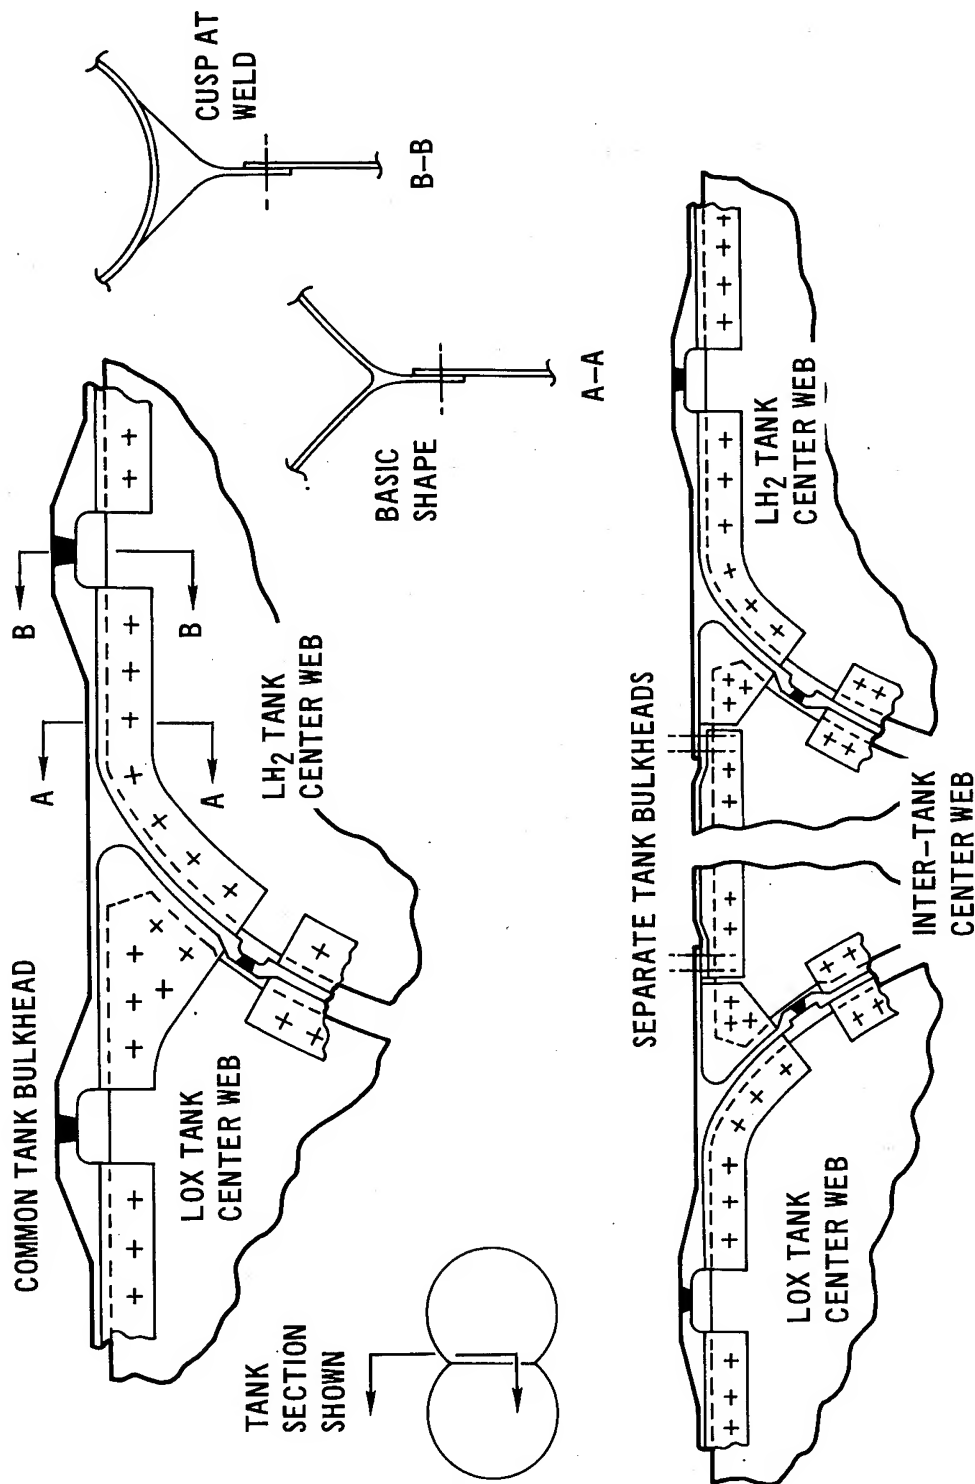 COMMON TANK BULKHEAD
LOX TANK
CENTER WEB
LH2 TANK
CENTER WEB
A
A
B
B
CUSP AT
WELD
B-B
BASIC
SHAPE
A-A
TANK
SECTION
SHOWN
SEPARATE TANK BULKHEADS
LOX TANK
CENTER WEB
INTER-TANK
CENTER WEB
LH2 TANK
CENTER WEB